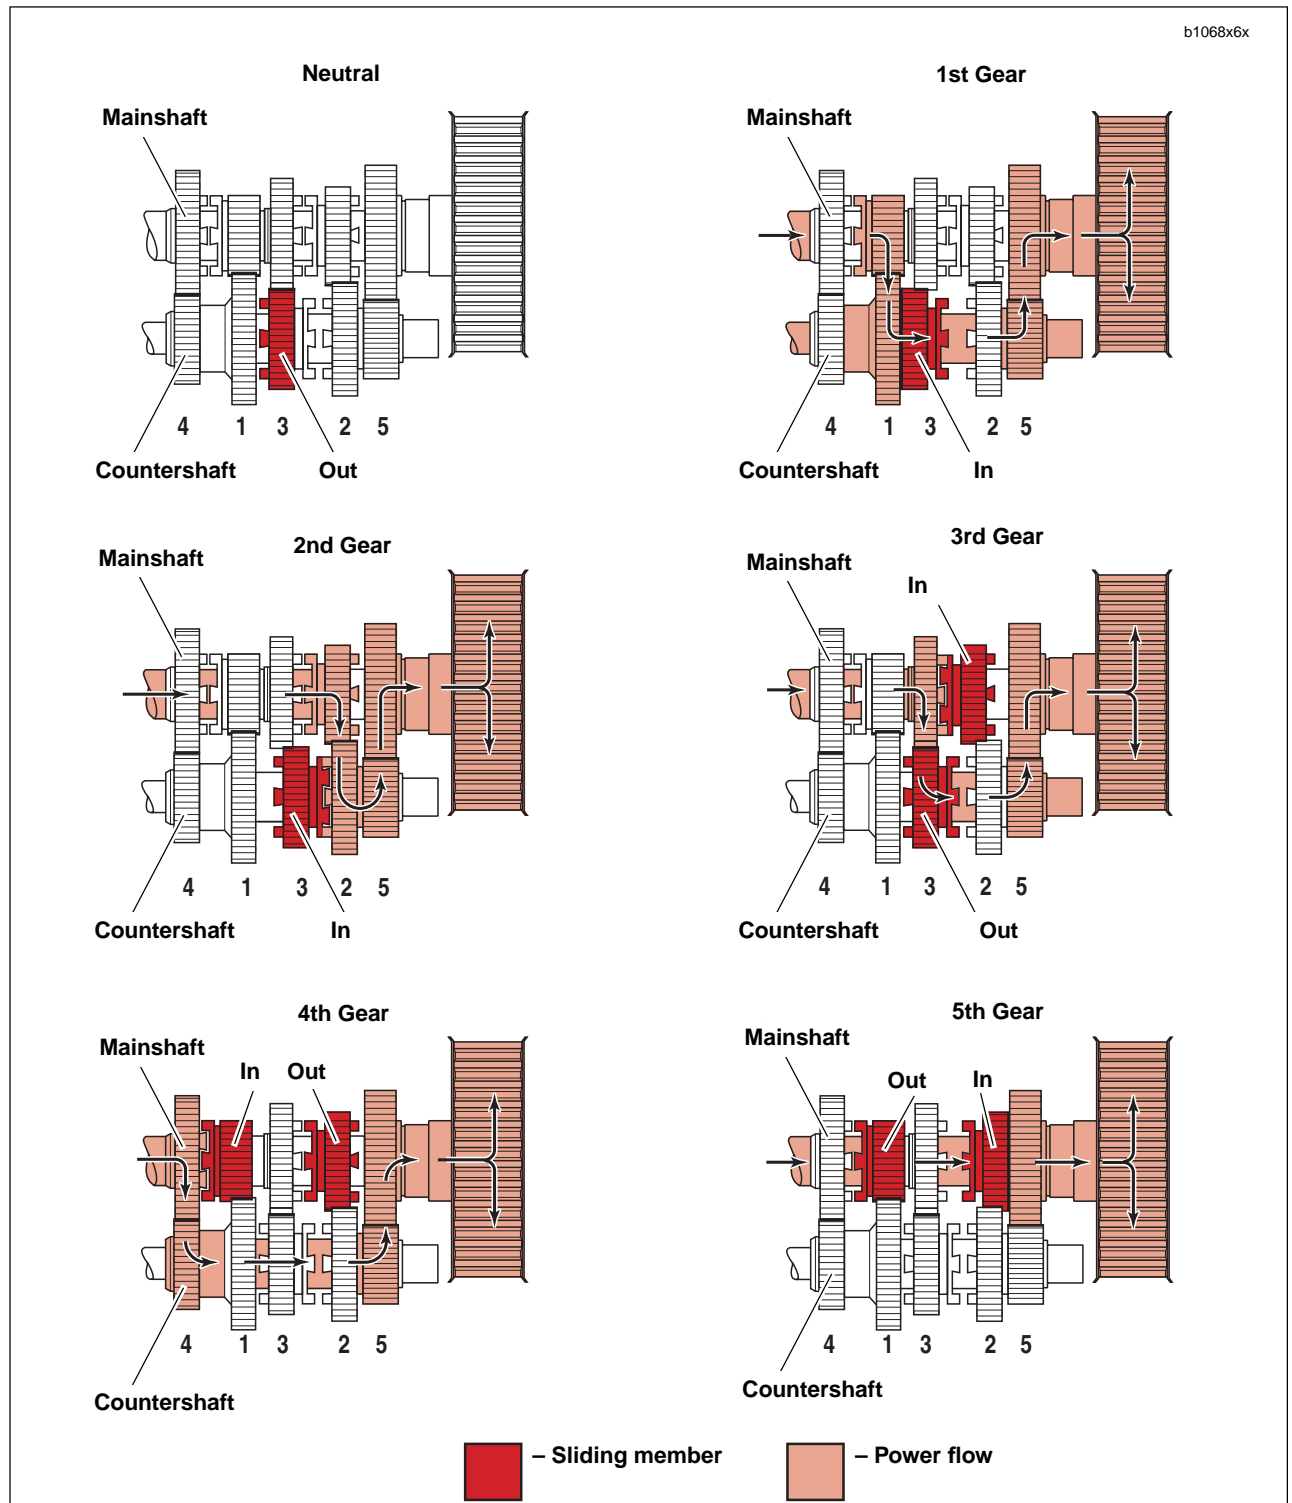 b1068x6x
Neutral
Mainshaft
4 1 3 2 5
Countershaft Out
1st Gear
Mainshaft
4 1 3 2 5
Countershaft In
2nd Gear
Mainshaft
4 1 3 2 5
Countershaft In
3rd Gear
Mainshaft
In
4 1 3 2 5
Countershaft Out
4th Gear
Mainshaft
In Out
4 1 3 2 5
Countershaft
5th Gear
Mainshaft
Out In
4 1 3 2 5
Countershaft
– Sliding member
– Power flow